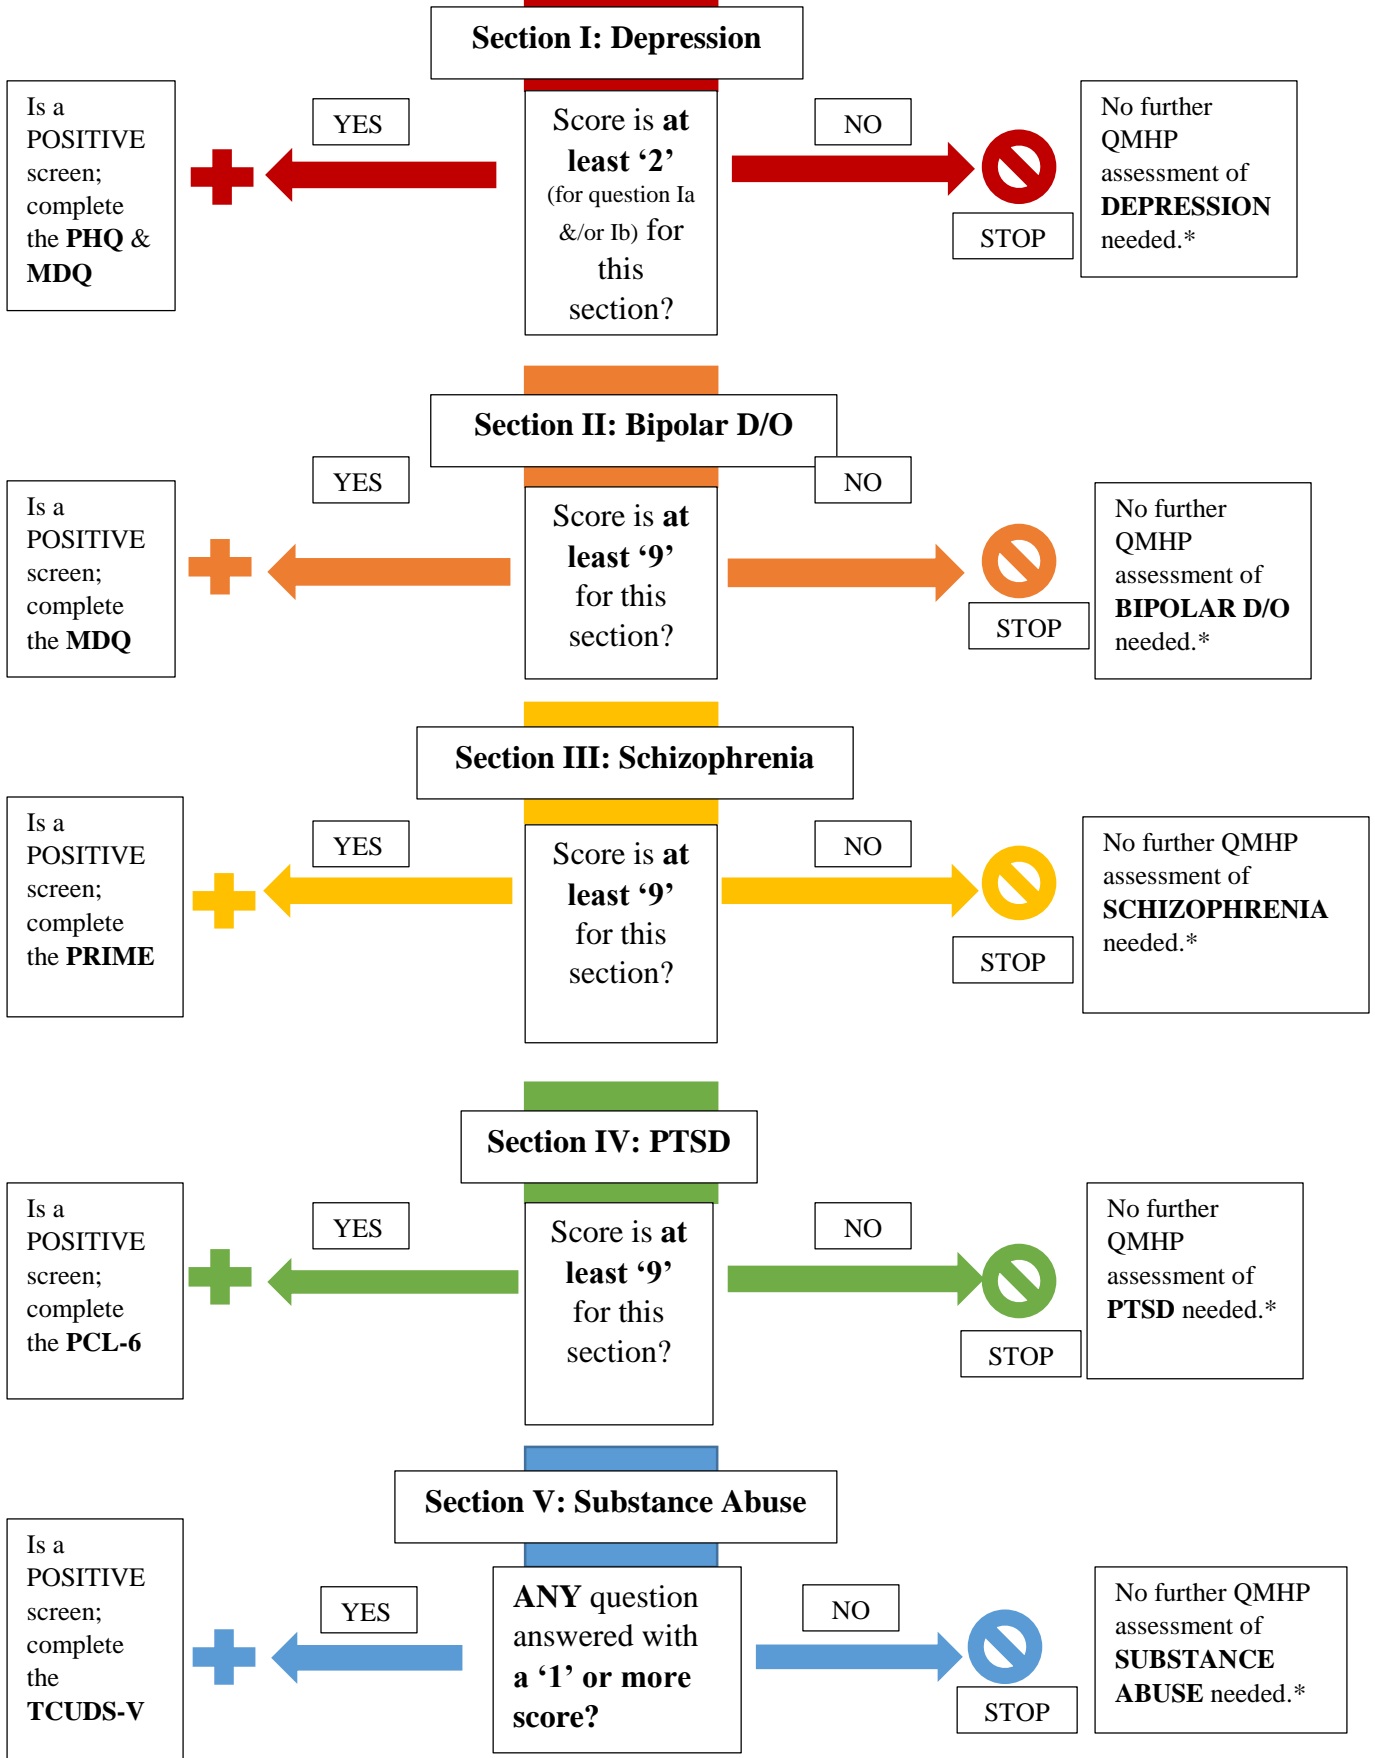 Section I: Depression
Is a
POSITIVE
screen;
complete
the PHQ &
MDQ
YES
Score is at
least ‘2’
(for question Ia
&/or Ib) for
this
section?
NO
STOP
No further
QMHP
assessment of
DEPRESSION
needed.*
Section II: Bipolar D/O
Is a
POSITIVE
screen;
complete
the MDQ
YES
Score is at
least ‘9’
for this
section?
NO
STOP
No further
QMHP
assessment of
BIPOLAR D/O
needed.*
Section III: Schizophrenia
Is a
POSITIVE
screen;
complete
the PRIME
YES
Score is at
least ‘9’
for this
section?
NO
STOP
No further QMHP
assessment of
SCHIZOPHRENIA
needed.*
Section IV: PTSD
Is a
POSITIVE
screen;
complete
the PCL-6
YES
Score is at
least ‘9’
for this
section?
NO
STOP
No further
QMHP
assessment of
PTSD needed.*
Section V: Substance Abuse
Is a
POSITIVE
screen;
complete
the
TCUDS-V
YES
ANY question
answered with
a ‘1’ or more
score?
NO
STOP
No further QMHP
assessment of
SUBSTANCE
ABUSE needed.*